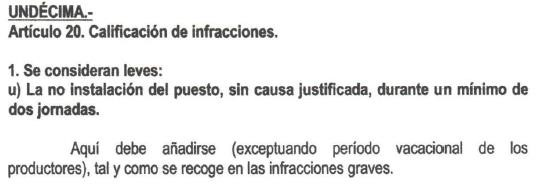 UNDÉCIMA.-
Artículo 20. Calificación de infracciones.
1. Se consideran leves:
u) La no instalación del puesto, sin causa justificada, durante un mínimo de
dos jornadas.
Aquí debe añadirse (exceptuando período vacacional de los
productores), tal y como se recoge en las infracciones graves.